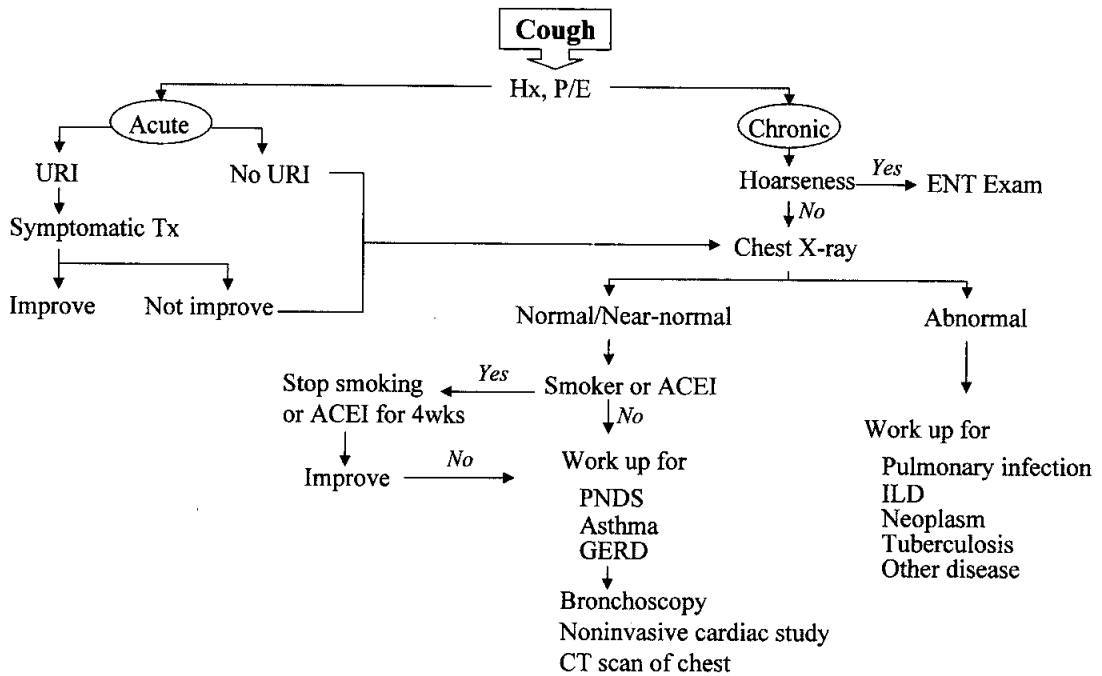 Cough
Hx, P/E
Acute
Chronic
URI
No URI
Hoarseness
Yes
ENT Exam
No
Symptomatic Tx
Chest X-ray
Improve
Not improve
Normal/Near-normal
Abnormal
Stop smoking
or ACEI for 4wks
Yes
Smoker or ACEI
No
Improve
No
Work up for
PNDS
Asthma
GERD
Bronchoscopy
Noninvasive cardiac study
CT scan of chest
Work up for
Pulmonary infection
ILD
Neoplasm
Tuberculosis
Other disease